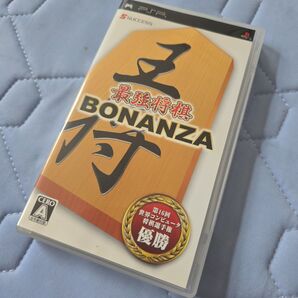 PSP
SUCCESS
王将
最強将棋
BONANZA
第16回
世界コンピュータ
将棋選手権
優勝
CERO
A